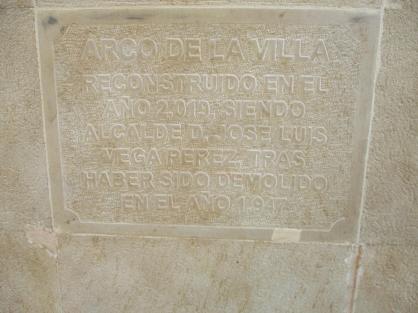 ARCO DE LA VILLA
RECONSTRUIDO EN EL
AÑO 2.011, SIENDO
ALCALDE D. JOSE LUIS
VEGA PEREZ, TRAS
HABER SIDO DEMOLIDO
EN EL AÑO 1.947